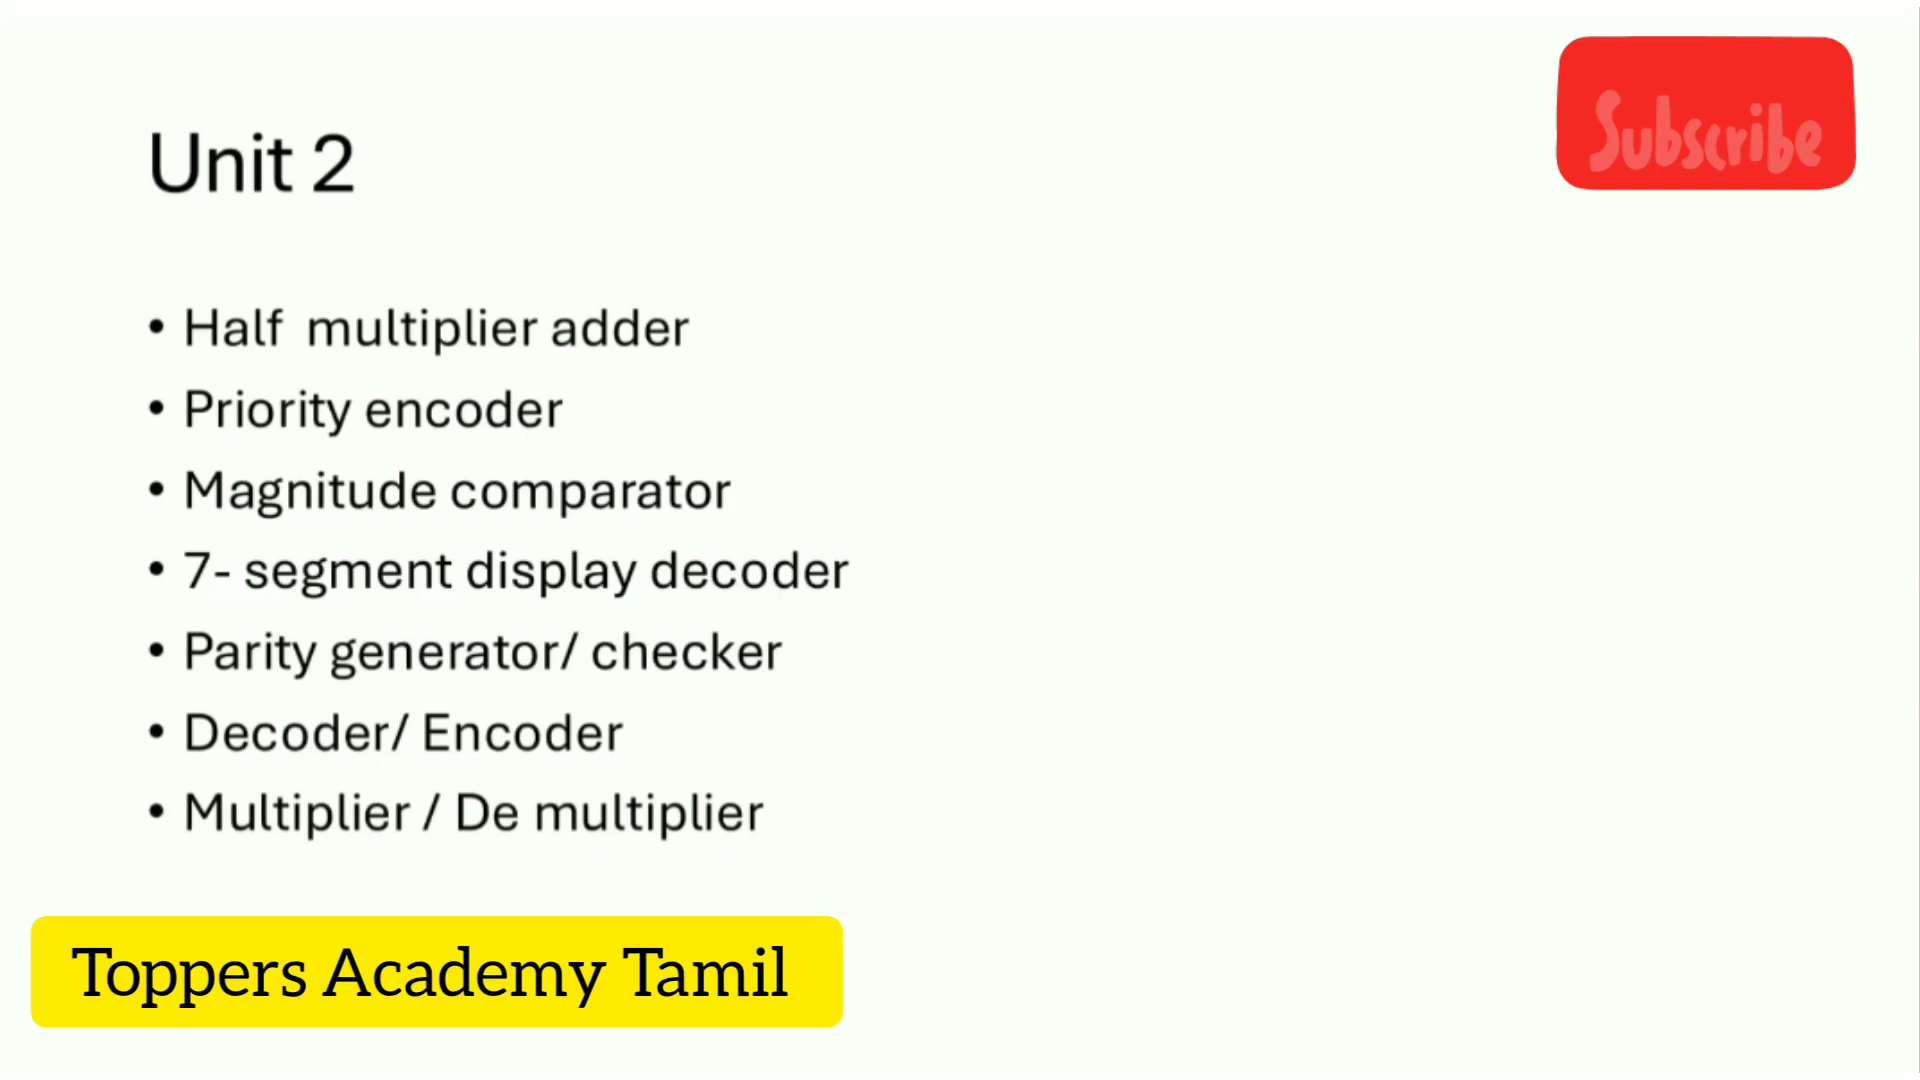 Subscribe
Unit 2
• Half multiplier adder
• Priority encoder
• Magnitude comparator
• 7- segment display decoder
• Parity generator/ checker
• Decoder/ Encoder
• Multiplier / De multiplier
Toppers Academy Tamil